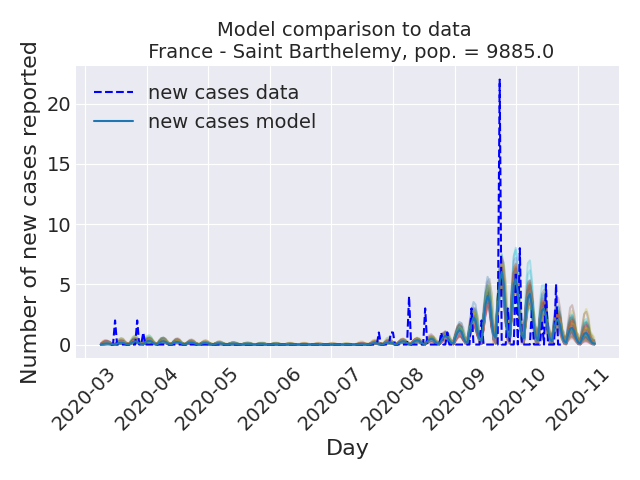 Model comparison to data
France - Saint Barthelemy, pop. = 9885.0
Number of new cases reported
new cases data
new cases model
20
15
10
5
0
2020-03
2020-04
2020-05
2020-06
2020-07
2020-08
2020-09
2020-10
2020-11
Day